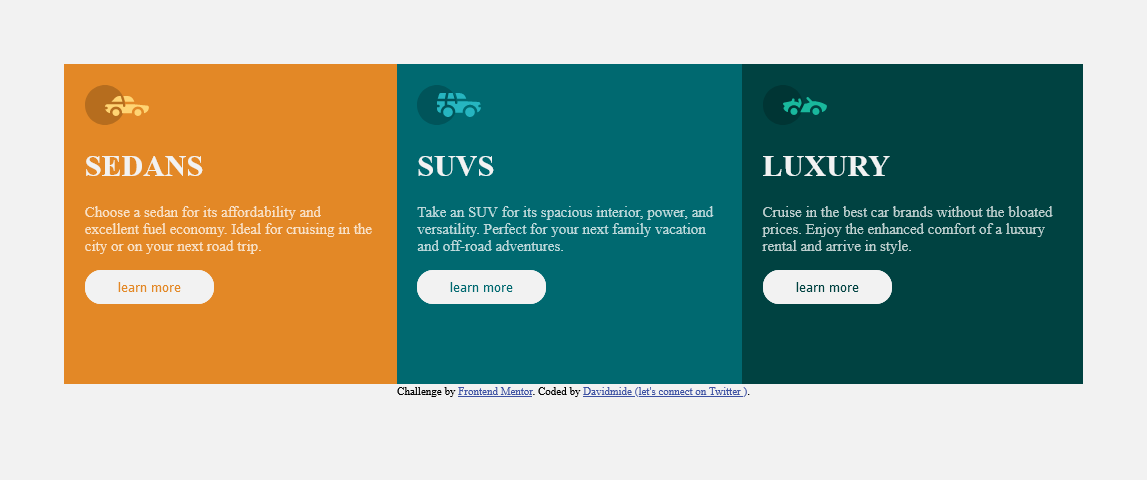 SEDANS
Choose a sedan for its affordability and
excellent fuel economy. Ideal for cruising in the
city or on your next road trip.
learn more
SUVS
Take an SUV for its spacious interior, power, and
versatility. Perfect for your next family vacation
and off-road adventures.
learn more
LUXURY
Cruise in the best car brands without the bloated
prices. Enjoy the enhanced comfort of a luxury
rental and arrive in style.
learn more
Challenge by Frontend Mentor. Coded by Davidmide (let's connect on Twitter ).